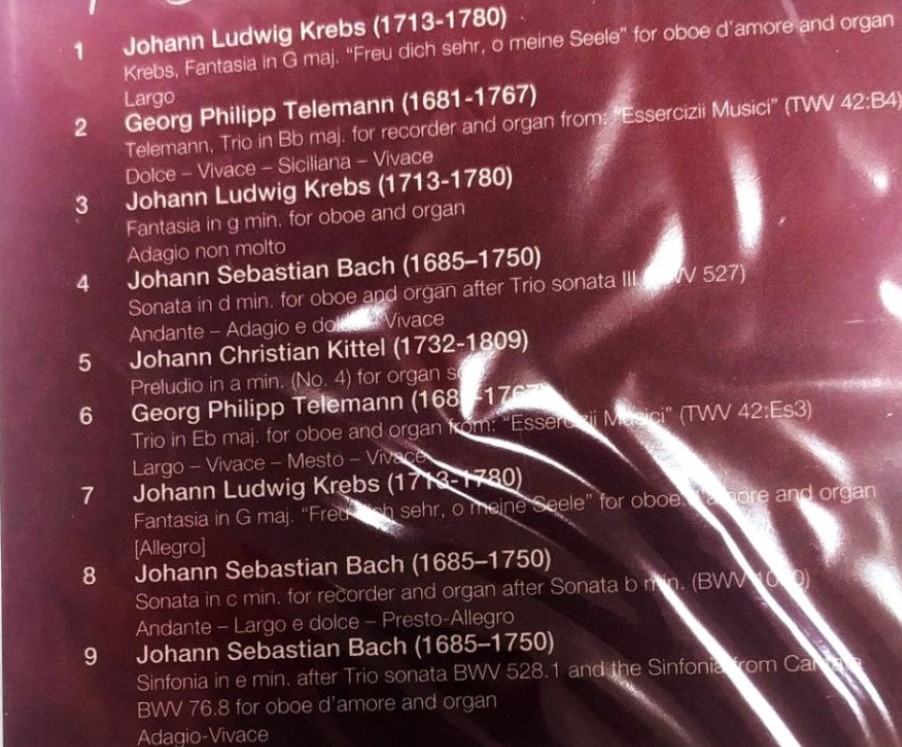 1 Johann Ludwig Krebs (1713-1780)
Krebs, Fantasia in G maj. "Freu dich sehr, o meine Seele" for oboe d'amore and organ
Largo
2 Georg Philipp Telemann (1681-1767)
Telemann, Trio in Bb maj. for recorder and organ from: "Essercizii Musici" (TWV 42:B4)
Dolce – Vivace – Siciliana – Vivace
3 Johann Ludwig Krebs (1713-1780)
Fantasia in g min. for oboe and organ
Adagio non molto
4 Johann Sebastian Bach (1685–1750)
Sonata in d min. for oboe and organ after Trio sonata III 527)
Andante – Adagio e Vivace
5 Johann Christian Kittel (1732-1809)
Preludio in a min. (No. 4) for organ
6 Georg Philipp Telemann
Trio in Eb maj. for oboe and organ from: "Essercizii Musici" (TWV 42:Es3)
Largo – Vivace – Mesto – Vivace
7 Johann Ludwig Krebs (1713-1780)
Fantasia in G maj. "Freu dich sehr, o meine Seele" for oboe d'amore and organ
[Allegro]
8 Johann Sebastian Bach (1685–1750)
Sonata in c min. for recorder and organ after Sonata b min. (BWV
Andante – Largo e dolce – Presto-Allegro
9 Johann Sebastian Bach (1685–1750)
Sinfonia in e min. after Trio sonata BWV 528.1 and the Sinfonia from
BWV 76.8 for oboe d'amore and organ
Adagio-Vivace